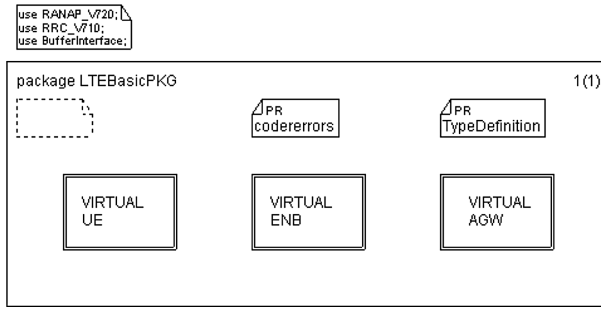 use RANAP_V720;
use RRC_V710;
use BufferInterface;
package LTEBasicPKG 1(1)
PR
codererrors
PR
TypeDefinition
VIRTUAL
UE
VIRTUAL
ENB
VIRTUAL
AGW